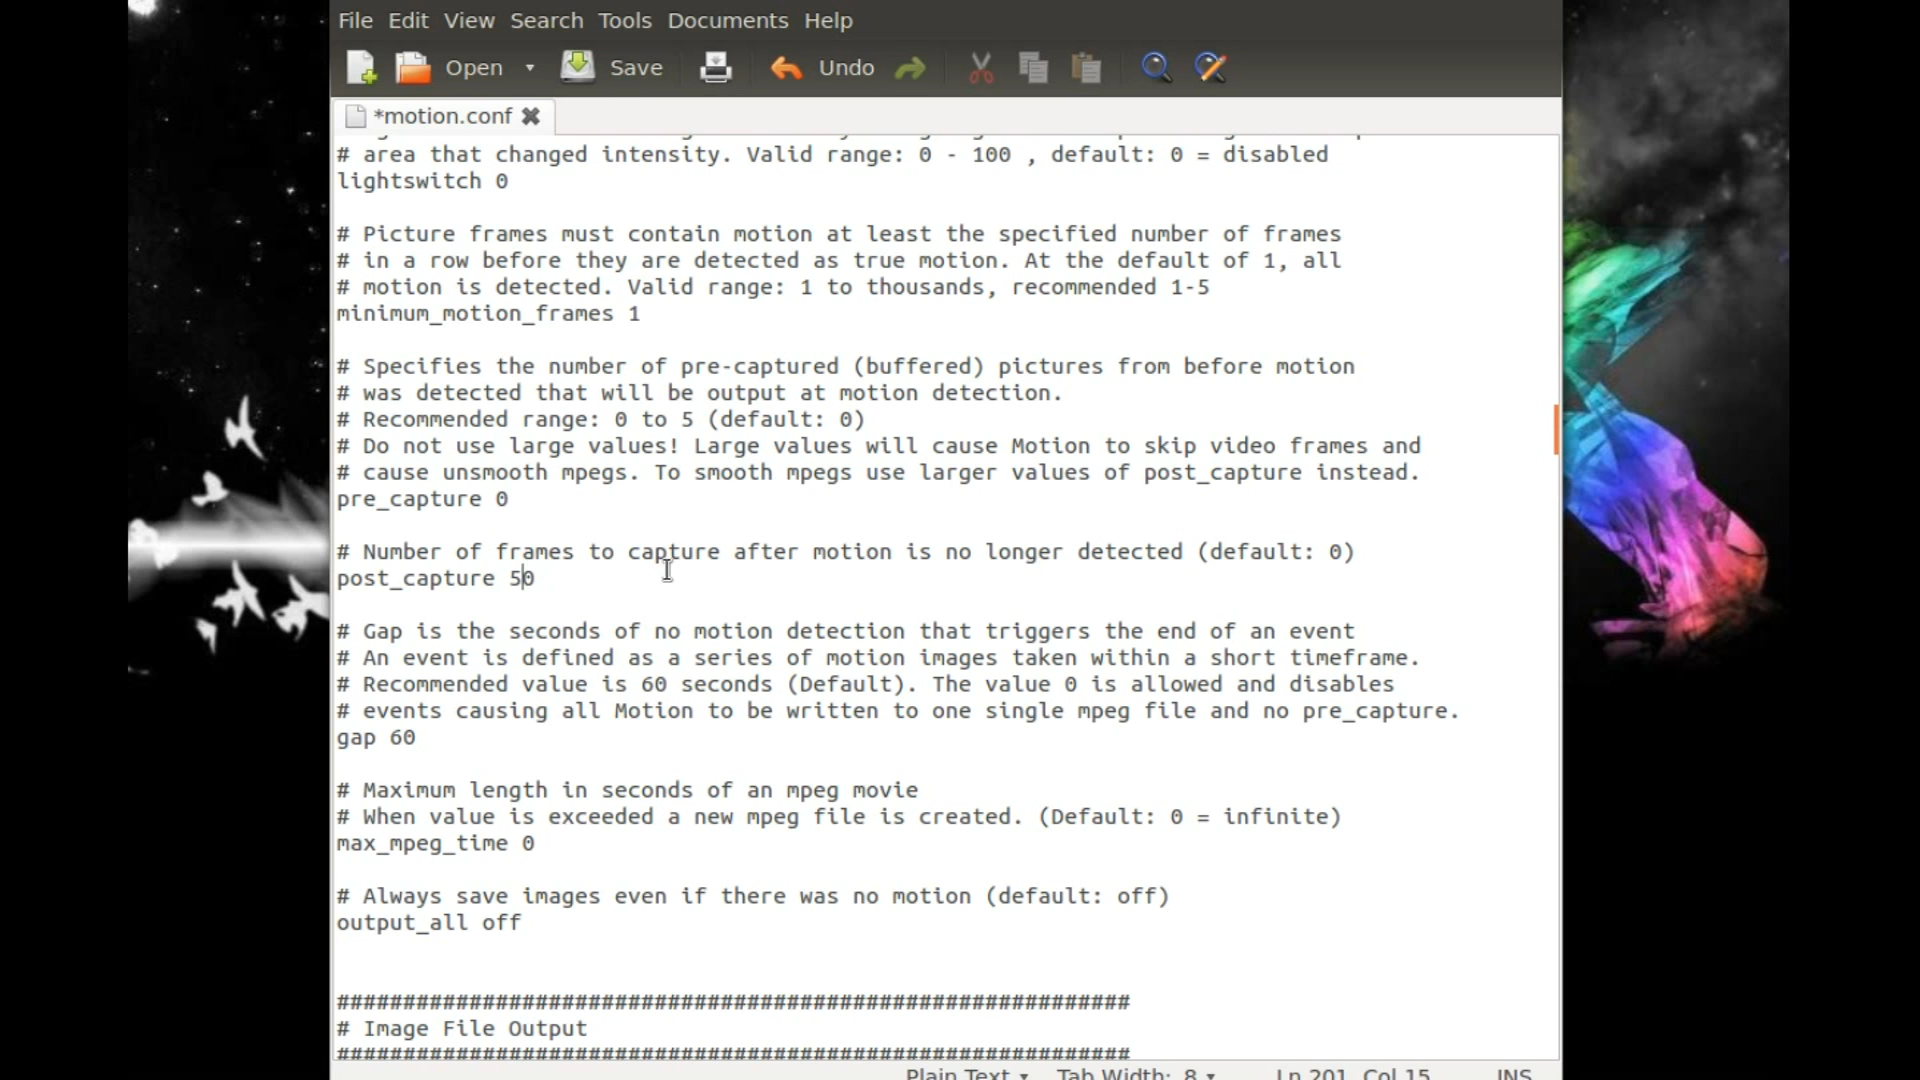 File Edit View Search Tools Documents Help
Open Save Undo
*motion.conf
# area that changed intensity. Valid range: 0 - 100 , default: 0 = disabled
lightswitch 0
# Picture frames must contain motion at least the specified number of frames
# in a row before they are detected as true motion. At the default of 1, all
# motion is detected. Valid range: 1 to thousands, recommended 1-5
minimum_motion_frames 1
# Specifies the number of pre-captured (buffered) pictures from before motion
# was detected that will be output at motion detection.
# Recommended range: 0 to 5 (default: 0)
# Do not use large values! Large values will cause Motion to skip video frames and
# cause unsmooth mpegs. To smooth mpegs use larger values of post_capture instead.
pre_capture 0
# Number of frames to capture after motion is no longer detected (default: 0)
post_capture 50
# Gap is the seconds of no motion detection that triggers the end of an event
# An event is defined as a series of motion images taken within a short timeframe.
# Recommended value is 60 seconds (Default). The value 0 is allowed and disables
# events causing all Motion to be written to one single mpeg file and no pre_capture.
gap 60
# Maximum length in seconds of an mpeg movie
# When value is exceeded a new mpeg file is created. (Default: 0 = infinite)
max_mpeg_time 0
# Always save images even if there was no motion (default: off)
output_all off
############################################################
# Image File Output
############################################################
Plain Text Tab Width: 8 Ln 201, Col 15 INS